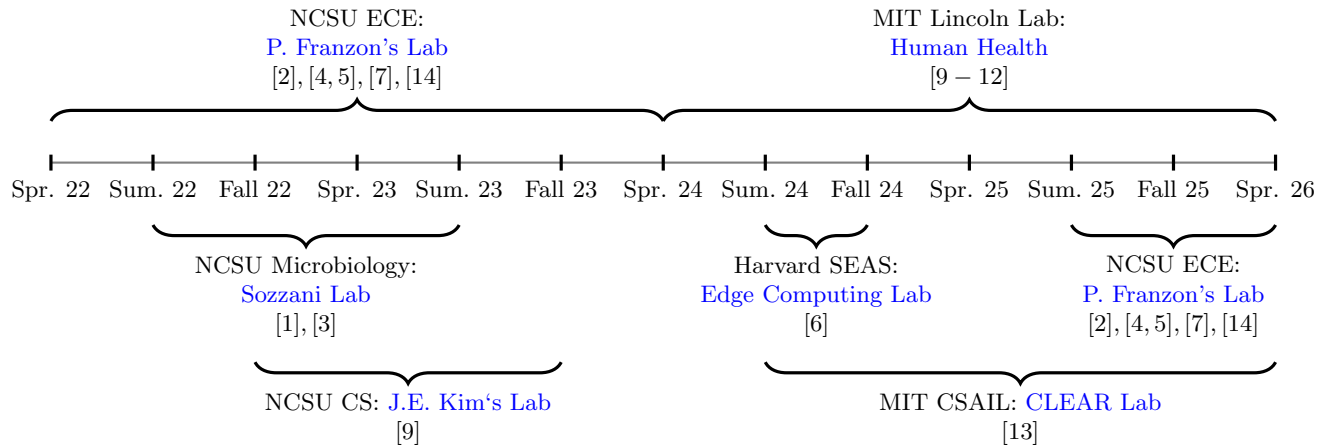 NCSU ECE:
P. Franzon's Lab
[2], [4, 5], [7], [14]
MIT Lincoln Lab:
Human Health
[9 − 12]
Spr. 22 Sum. 22 Fall 22 Spr. 23 Sum. 23 Fall 23 Spr. 24 Sum. 24 Fall 24 Spr. 25 Sum. 25 Fall 25 Spr. 26
NCSU Microbiology:
Sozzani Lab
[1], [3]
Harvard SEAS:
Edge Computing Lab
[6]
NCSU ECE:
P. Franzon's Lab
[2], [4, 5], [7], [14]
NCSU CS: J.E. Kim‘s Lab
[9]
MIT CSAIL: CLEAR Lab
[13]